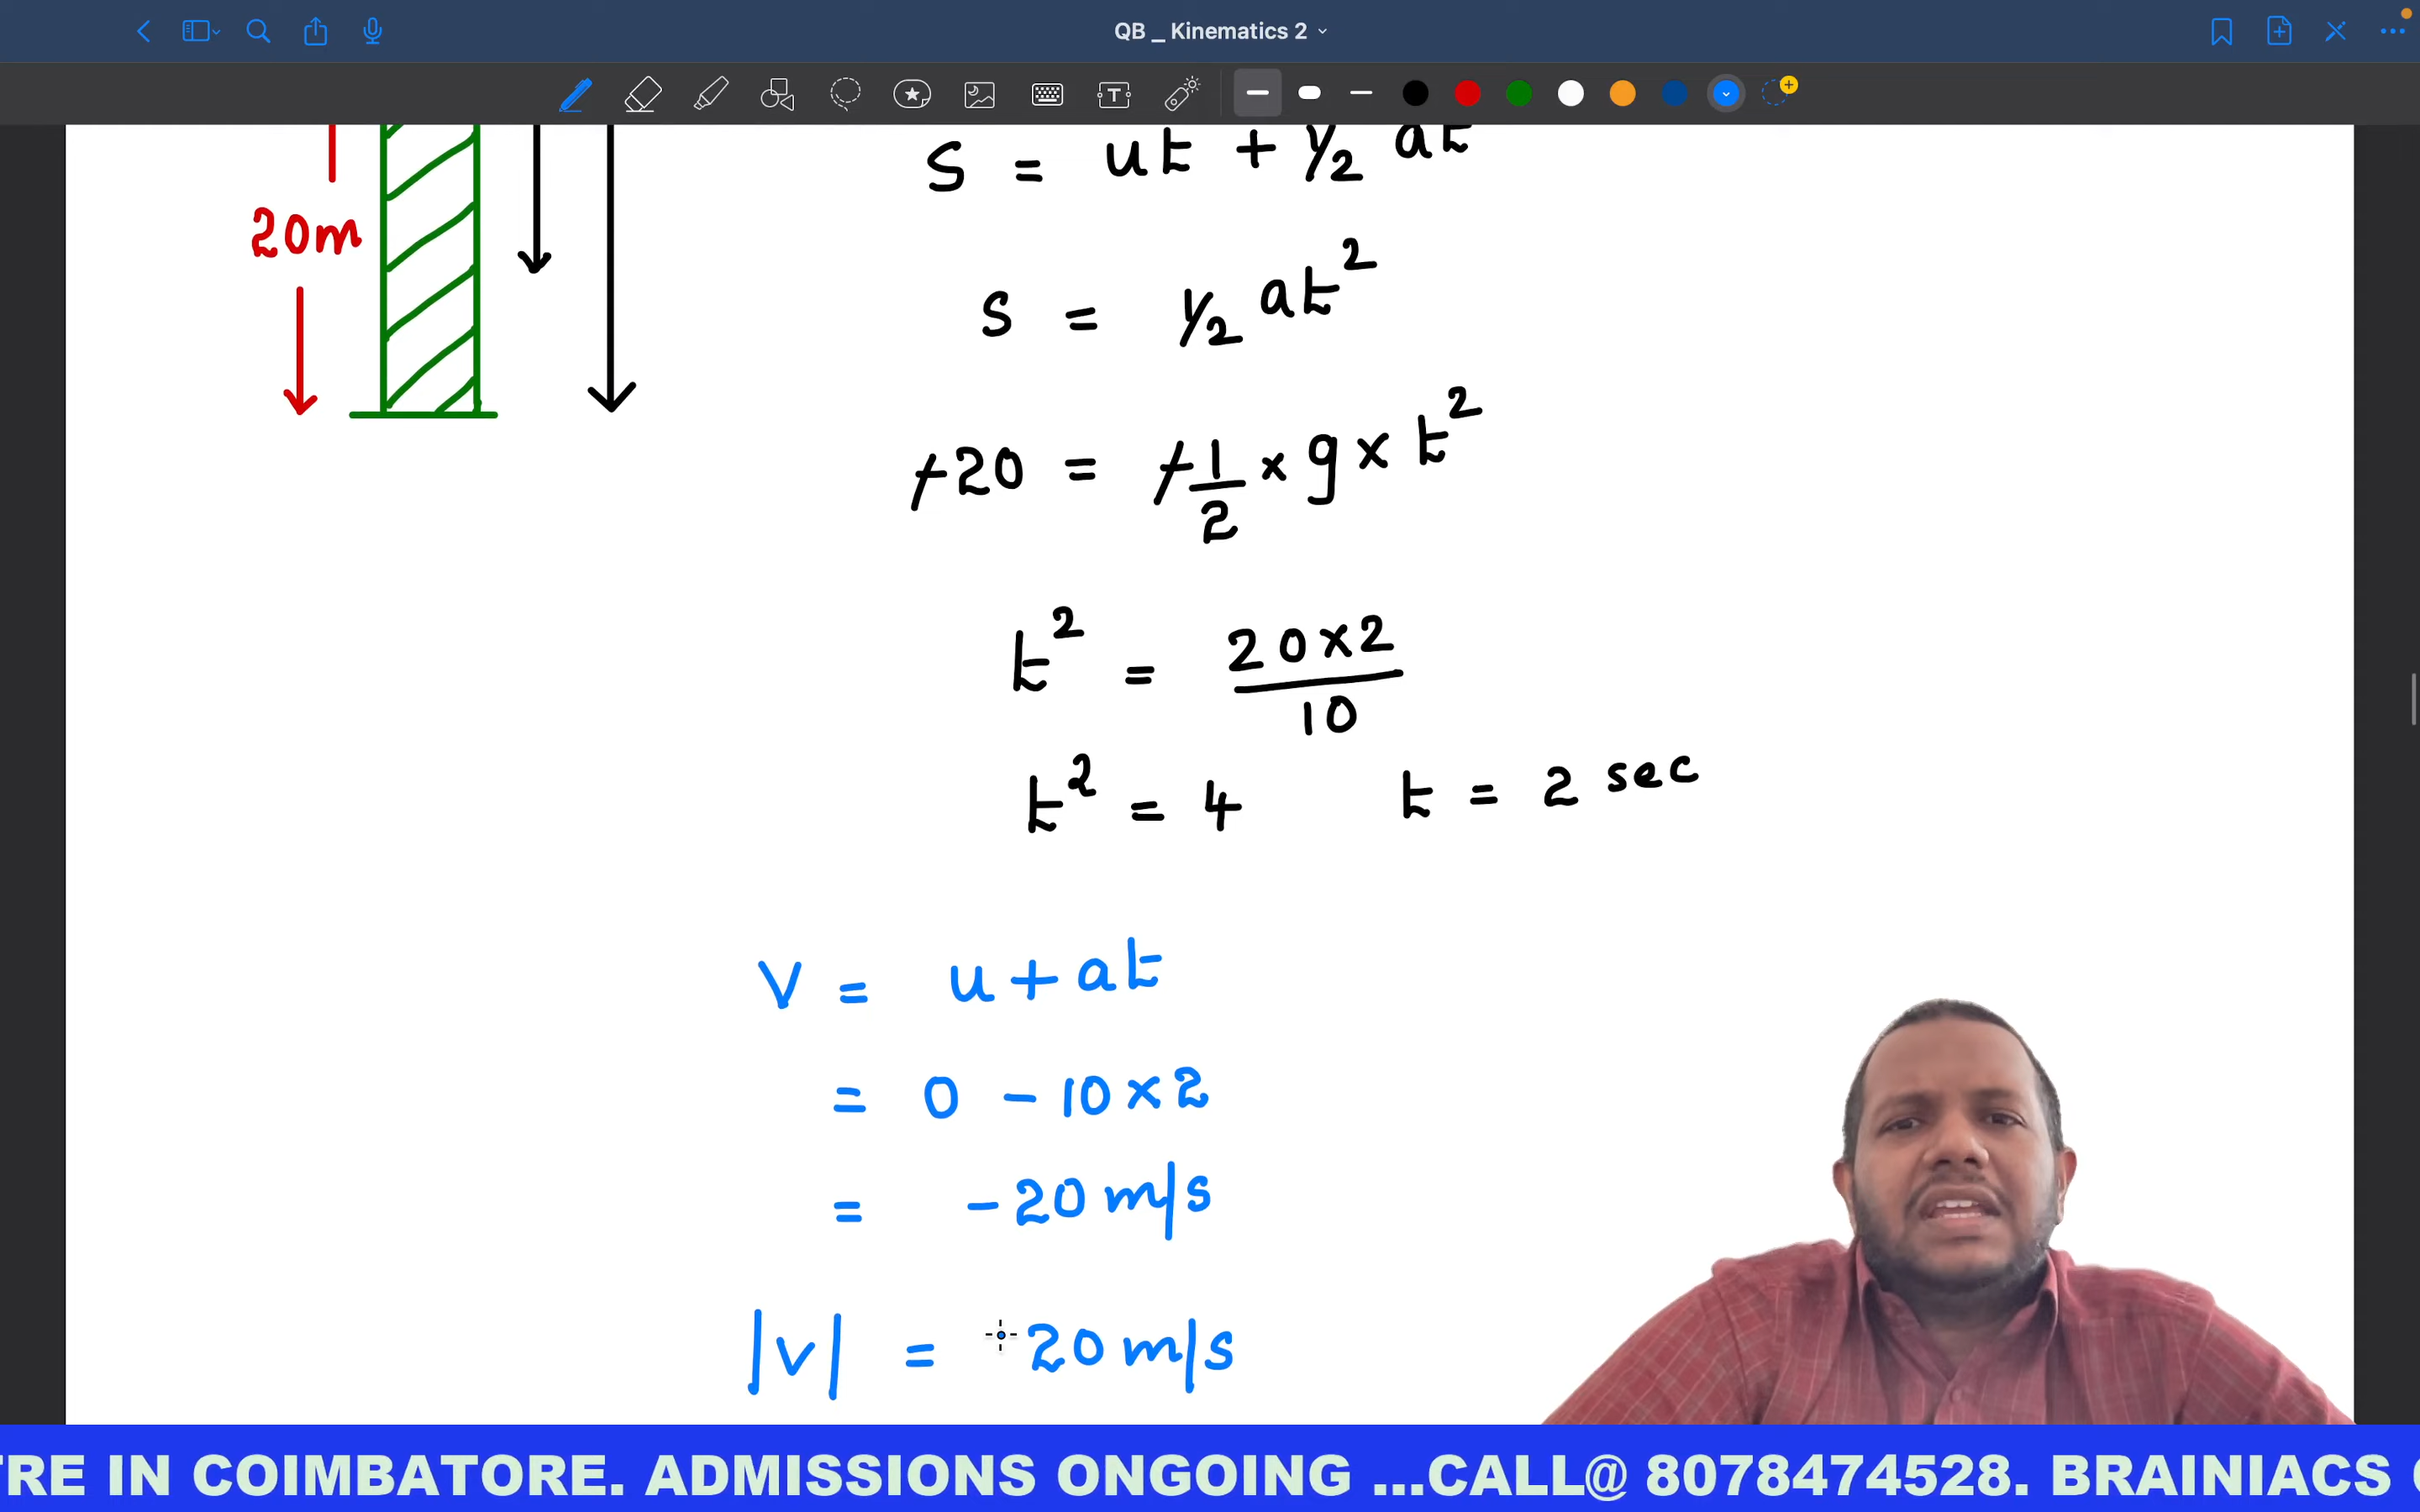 QB _ Kinematics 2
S = ut + 1/2 at
20m
s = 1/2 at²
-20 = -1/2 × g × t²
t² = 20×2/10
t² = 4 t = 2 sec
v = u + at
= 0 - 10×2
= -20 m/s
|v| = 20 m/s
TRE IN COIMBATORE. ADMISSIONS ONGOING ...CALL@ 8078474528. BRAINIACS